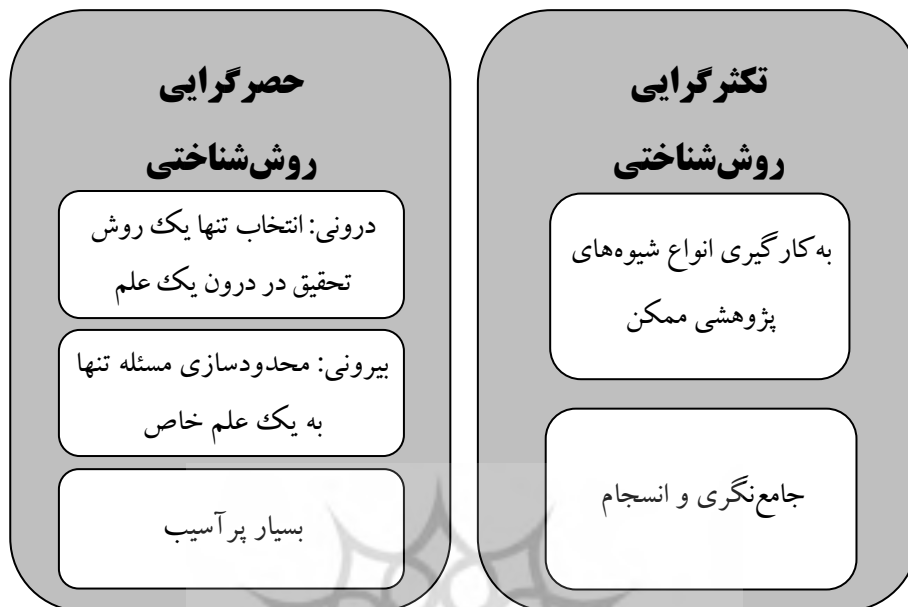 تکثرگرایی
روش‌شناختی
به‌کارگیری انواع شیوه‌های
پژوهشی ممکن
جامع‌نگری و انسجام
حصرگرایی
روش‌شناختی
درونی: انتخاب تنها یک روش
تحقیق در درون یک علم
بیرونی: محدودسازی مسئله تنها
به یک علم خاص
بسیار پرآسیب